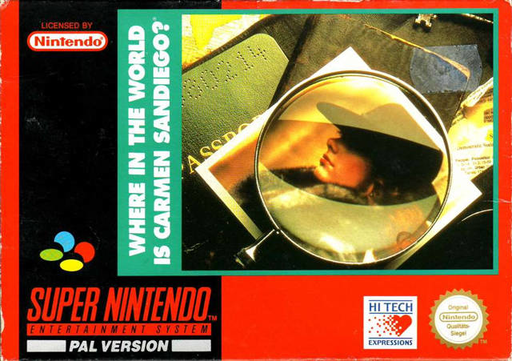 LICENSED BY
Nintendo
WHERE IN THE WORLD
IS CARMEN SANDIEGO?
SUPER NINTENDO
ENTERTAINMENT SYSTEM
PAL VERSION
HI TECH
EXPRESSIONS
Original
Nintendo
Qualitäts-
Siegel